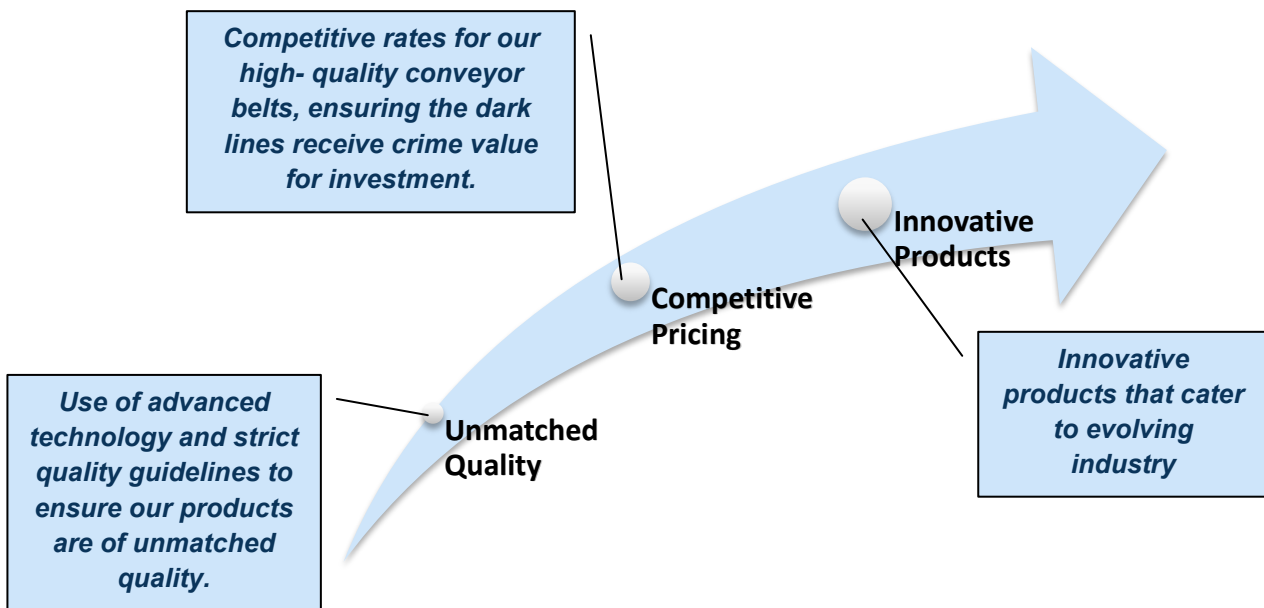 Competitive rates for our
high- quality conveyor
belts, ensuring the dark
lines receive crime value
for investment.
Innovative
Products
Competitive
Pricing
Innovative
products that cater
to evolving
industry
Use of advanced
technology and strict
quality guidelines to
ensure our products
are of unmatched
quality.
Unmatched
Quality